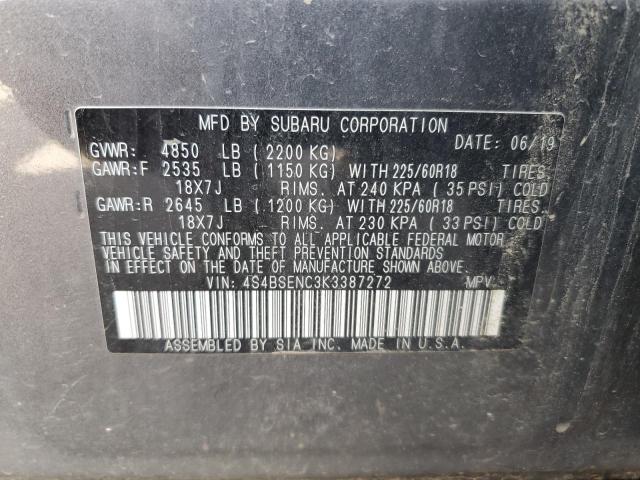 MFD BY SUBARU CORPORATION DATE: 06/19
GVWR: 4850 LB (2200 KG)
GAWR:F 2535 LB (1150 KG) WITH 225/60R18 TIRES.
18X7J RIMS. AT 240 KPA (35 PSI) COLD
GAWR:R 2645 LB (1200 KG) WITH 225/60R18 TIRES.
18X7J RIMS. AT 230 KPA (33 PSI) COLD
THIS VEHICLE CONFORMS TO ALL APPLICABLE FEDERAL MOTOR
VEHICLE SAFETY AND THEFT PREVENTION STANDARDS
IN EFFECT ON THE DATE OF MANUFACTURE SHOWN ABOVE.
VIN: 4S4BSENC3K3387272 MPV
ASSEMBLED BY SIA INC. MADE IN U.S.A.